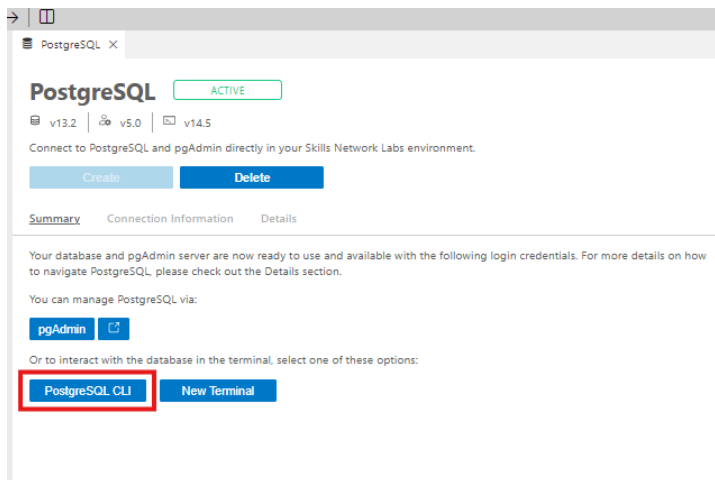 PostgreSQL
PostgreSQL ACTIVE
v13.2 v5.0 v14.5
Connect to PostgreSQL and pgAdmin directly in your Skills Network Labs environment.
Create Delete
Summary Connection Information Details
Your database and pgAdmin server are now ready to use and available with the following login credentials. For more details on how
to navigate PostgreSQL, please check out the Details section.
You can manage PostgreSQL via:
pgAdmin
Or to interact with the database in the terminal, select one of these options:
PostgreSQL CLI New Terminal